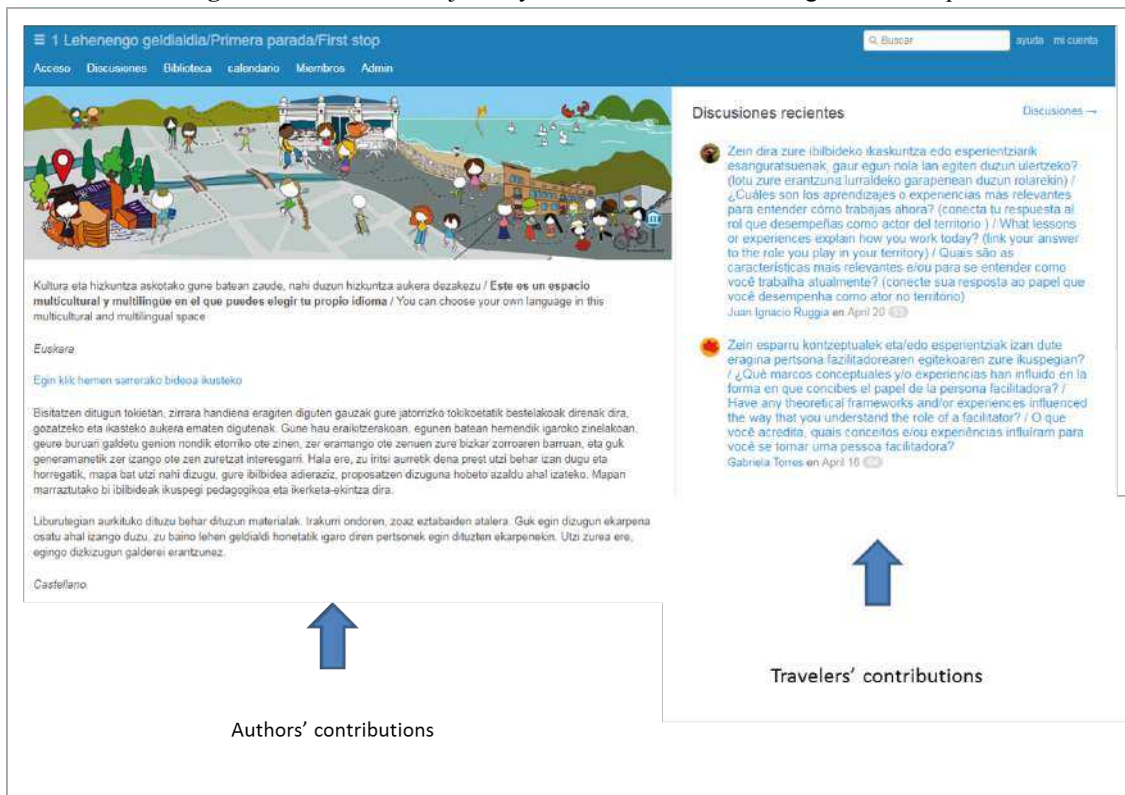 ≡ 1 Lehenengo geldialdia/Primera parada/First stop
Buscar
ayuda mi cuenta
Acceso Discusiones Biblioteca calendario Miembros Admin
Kultura eta hizkuntza askotako gune batean zaude, nahi duzun hizkuntza aukera dezakezu / Este es un espacio
multicultural y multilingüe en el que puedes elegir tu propio idioma / You can choose your own language in this
multicultural and multilingual space
Euskara
Egin klik hemen sarrerako bideoa ikusteko
Bisitatzen ditugun tokietan, zirrara handiena eragiten diguten gauzak gure jatorrizko tokikoetatik bestelakoak direnak dira,
gozatzeko eta ikasteko aukera ematen digutenak. Gune hau eraikitzerakoan, egunen batean hemendik igaroko zinelakoan,
geure buruari galdetu genion nondik etorriko ote zinen, zer eramango ote zenuen zure bizkar zorroaren barruan, eta guk
generamanetik zer izango ote zen zuretzat interesgarri. Hala ere, zu iritsi aurretik dena prest utzi behar izan dugu eta
horregatik, mapa bat utzi nahi dizugu, gure ibilbidea adieraziz, proposatzen dizuguna hobeto azaldu ahal izateko. Mapan
marraztutako bi ibilbideak ikuspegi pedagogikoa eta ikerketa-ekintza dira.
Liburutegian aurkituko dituzu behar dituzun materialak. Irakurri ondoren, zoaz eztabaiden atalera. Guk egin dizugun ekarpena
osatu ahal izango duzu, zu baino lehen geldialdi honetatik igaro diren pertsonek egin dituzten ekarpenekin. Utzi zurea ere,
egingo dizkizugun galderei erantzunez.
Castellano
Discusiones recientes
Discusiones →
Zein dira zure ibilbideko ikaskuntza edo esperientziarik
esanguratsuenak, gaur egun nola lan egiten duzun ulertzeko?
(lotu zure erantzuna lurraldeko garapenean duzun rolarekin) /
¿Cuáles son los aprendizajes o experiencias más relevantes
para entender cómo trabajas ahora? (conecta tu respuesta al
rol que desempeñas como actor del territorio ) / What lessons
or experiences explain how you work today? (link your answer
to the role you play in your territory) / Quais são as
características mais relevantes e/ou para se entender como
você trabalha atualmente? (conecte sua resposta ao papel que
você desempenha como ator no território)
Juan Ignacio Ruggia en April 20
Zein esparru kontzeptualek eta/edo esperientziak izan dute
eragina pertsona fazilitadorearen egitekoaren zure ikuspegian?
/ ¿Qué marcos conceptuales y/o experiencias han influido en la
forma en que concibes el papel de la persona facilitadora? /
Have any theoretical frameworks and/or experiences influenced
the way that you understand the role of a facilitator? / O que
você acredita, quais conceitos e/ou experiências influíram para
você se tornar uma pessoa facilitadora?
Gabriela Torres en April 16
Authors' contributions
Travelers' contributions